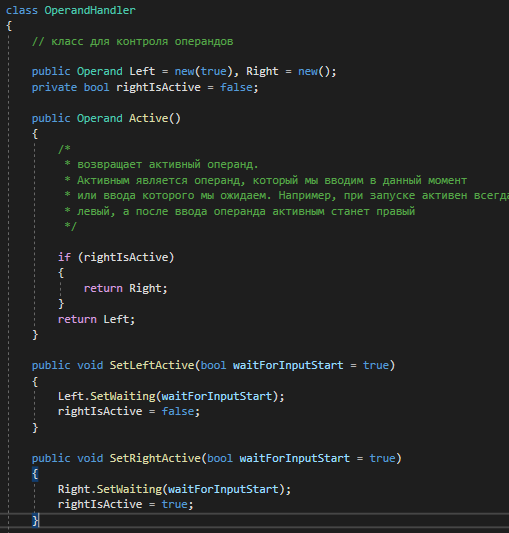 class OperandHandler
{
// класс для контроля операндов
public Operand Left = new(true), Right = new();
private bool rightIsActive = false;
public Operand Active()
{
/*
* возвращает активный операнд.
* Активным является операнд, который мы вводим в данный момент
* или ввода которого мы ожидаем. Например, при запуске активен всегда
* левый, а после ввода операнда активным станет правый
*/
if (rightIsActive)
{
return Right;
}
return Left;
}
public void SetLeftActive(bool waitForInputStart = true)
{
Left.SetWaiting(waitForInputStart);
rightIsActive = false;
}
public void SetRightActive(bool waitForInputStart = true)
{
Right.SetWaiting(waitForInputStart);
rightIsActive = true;
}